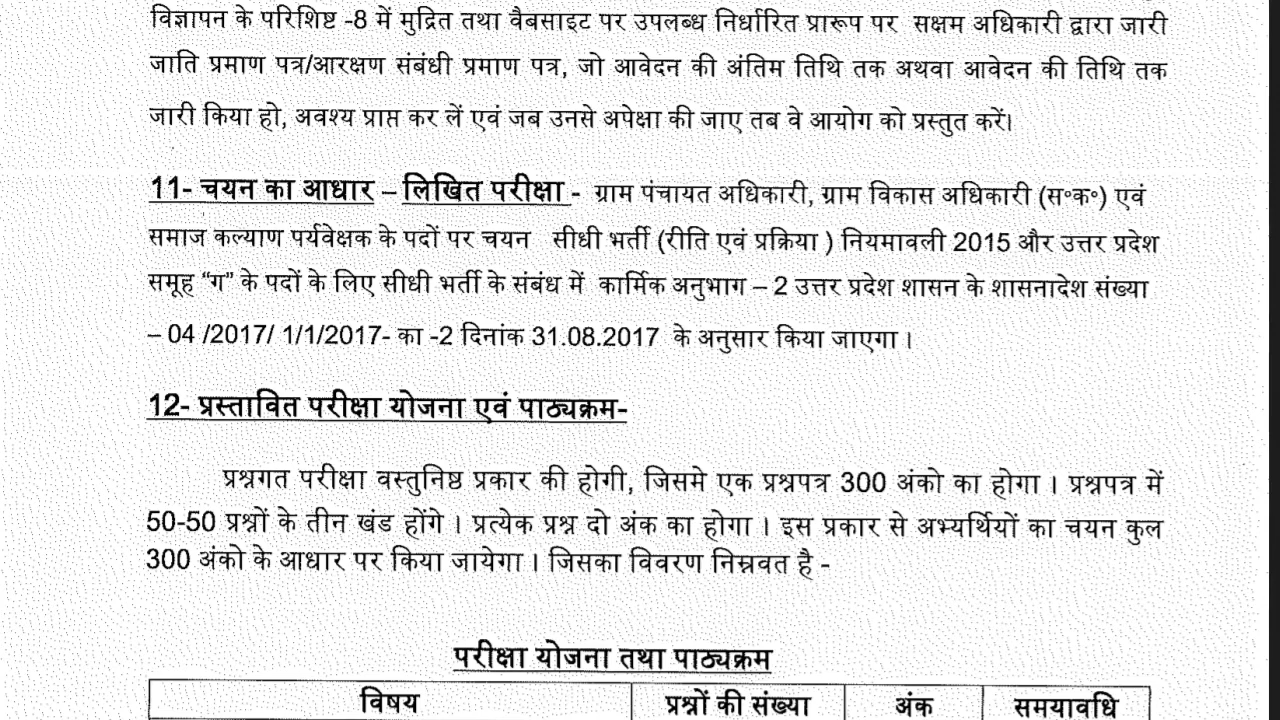 विज्ञापन के परिशिष्ट -8 में मुद्रित तथा वैबसाइट पर उपलब्ध निर्धारित प्रारूप पर सक्षम अधिकारी द्वारा जारी
जाति प्रमाण पत्र/आरक्षण संबंधी प्रमाण पत्र, जो आवेदन की अंतिम तिथि तक अथवा आवेदन की तिथि तक
जारी किया हो, अवश्य प्राप्त कर लें एवं जब उनसे अपेक्षा की जाए तब वे आयोग को प्रस्तुत करें।
11- चयन का आधार – लिखित परीक्षा - ग्राम पंचायत अधिकारी, ग्राम विकास अधिकारी (स॰क॰) एवं
समाज कल्याण पर्यवेक्षक के पदों पर चयन सीधी भर्ती (रीति एवं प्रक्रिया ) नियमावली 2015 और उत्तर प्रदेश
समूह “ग” के पदों के लिए सीधी भर्ती के संबंध में कार्मिक अनुभाग – 2 उत्तर प्रदेश शासन के शासनादेश संख्या
– 04 /2017/ 1/1/2017- का -2 दिनांक 31.08.2017 के अनुसार किया जाएगा ।
12- प्रस्तावित परीक्षा योजना एवं पाठ्यक्रम-
प्रश्नगत परीक्षा वस्तुनिष्ठ प्रकार की होगी, जिसमे एक प्रश्नपत्र 300 अंको का होगा । प्रश्नपत्र में
50-50 प्रश्नों के तीन खंड होंगे । प्रत्येक प्रश्न दो अंक का होगा । इस प्रकार से अभ्यर्थियों का चयन कुल
300 अंको के आधार पर किया जायेगा । जिसका विवरण निम्नवत है -
परीक्षा योजना तथा पाठ्यक्रम
विषय प्रश्नों की संख्या अंक समयावधि